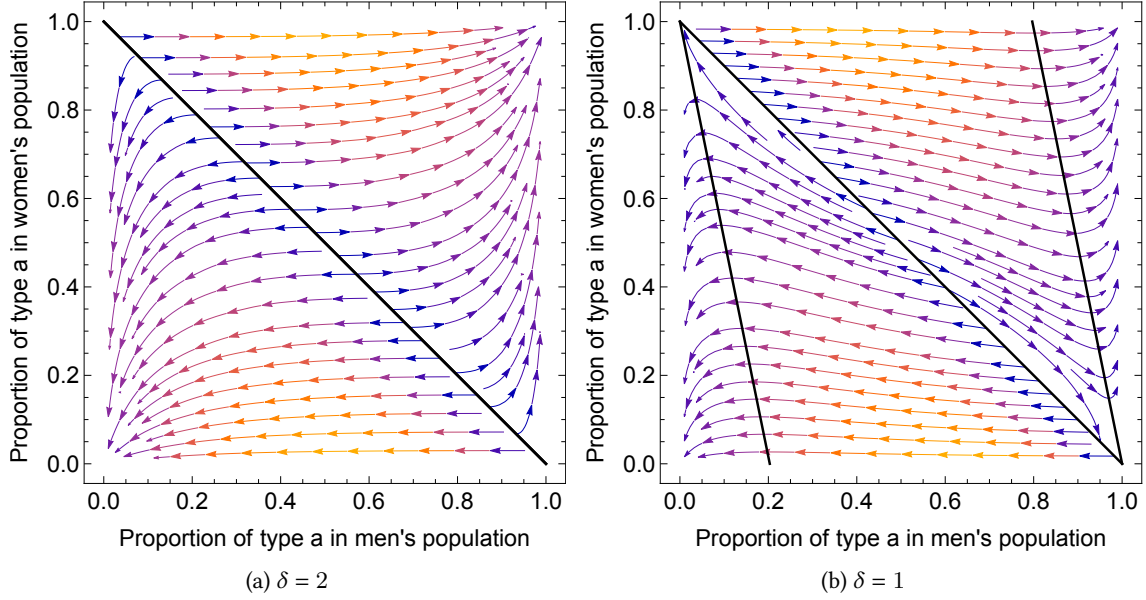 1.0
0.8
0.6
0.4
0.2
0.0
Proportion of type a in women's population
0.0 0.2 0.4 0.6 0.8 1.0
Proportion of type a in men's population
(a) δ = 2
1.0
0.8
0.6
0.4
0.2
0.0
Proportion of type a in women's population
0.0 0.2 0.4 0.6 0.8 1.0
Proportion of type a in men's population
(b) δ = 1